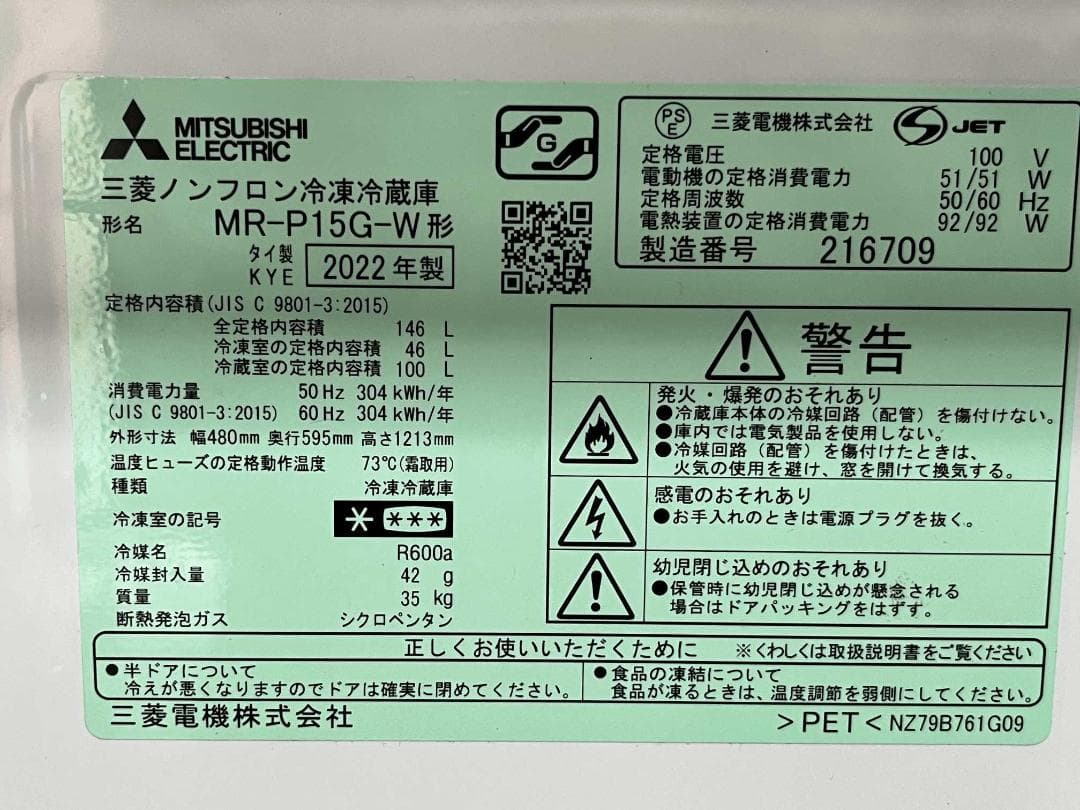 MITSUBISHI
ELECTRIC
三菱ノンフロン冷凍冷蔵庫
形名 MR-P15G-W形
タイ製
KYE 2022年製
定格内容積(JIS C 9801-3:2015)
全定格内容積 146 L
冷凍室の定格内容積 46 L
冷蔵室の定格内容積 100 L
消費電力量 50Hz 304kWh/年
(JIS C 9801-3:2015) 60Hz 304kWh/年
外形寸法 幅480mm 奥行595mm 高さ1213mm
温度ヒューズの定格動作温度 73℃(霜取用)
種類 冷凍冷蔵庫
冷凍室の記号 * ***
冷媒名 R600a
冷媒封入量 42 g
質量 35 kg
断熱発泡ガス シクロペンタン
G
PS
E 三菱電機株式会社 JET
定格電圧 100 V
電動機の定格消費電力 51/51 W
定格周波数 50/60 Hz
電熱装置の定格消費電力 92/92 W
製造番号 216709
警告
発火・爆発のおそれあり
●冷蔵庫本体の冷媒回路(配管)を傷付けない。
●庫内では電気製品を使用しない。
●冷媒回路(配管)を傷付けたときは、
火気の使用を避け、窓を開けて換気する。
感電のおそれあり
●お手入れのときは電源プラグを抜く。
幼児閉じ込めのおそれあり
●保管時に幼児閉じ込めが懸念される
場合はドアパッキングをはずす。
正しくお使いいただくために ※くわしくは取扱説明書をご覧ください
●半ドアについて
冷えが悪くなりますのでドアは確実に閉めてください。
●食品の凍結について
食品が凍るときは、温度調節を弱側にしてください。
三菱電機株式会社 >PET< NZ79B761G09